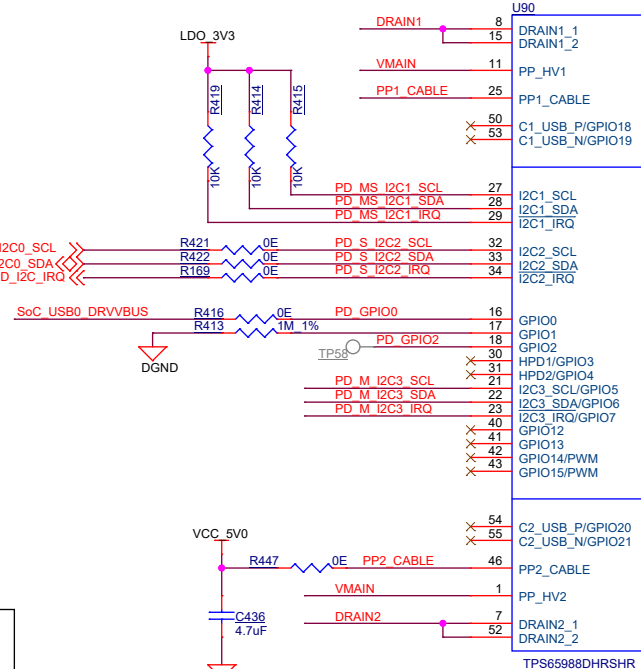 U90
DRAIN1 8 DRAIN1_1
15 DRAIN1_2
LDO_3V3
VMAIN 11 PP_HV1
PP1_CABLE 25 PP1_CABLE
R419 R414 R415
50 C1_USB_P/GPIO18
53 C1_USB_N/GPIO19
10K 10K 10K
PD_MS_I2C1_SCL 27 I2C1_SCL
PD_MS_I2C1_SDA 28 I2C1_SDA
PD_MS_I2C1_IRQ 29 I2C1_IRQ
I2C0_SCL R421 0E PD_S_I2C2_SCL 32 I2C2_SCL
2C0_SDA R422 0E PD_S_I2C2_SDA 33 I2C2_SDA
D_I2C_IRQ R169 0E PD_S_I2C2_IRQ 34 I2C2_IRQ
SoC_USB0_DRVVBUS R416 0E PD_GPIO0 16 GPIO0
R413 1M_1% 17 GPIO1
TP58 PD_GPIO2 18 GPIO2
DGND
30 HPD1/GPIO3
31 HPD2/GPIO4
PD_M_I2C3_SCL 21 I2C3_SCL/GPIO5
PD_M_I2C3_SDA 22 I2C3_SDA/GPIO6
PD_M_I2C3_IRQ 23 I2C3_IRQ/GPIO7
40 GPIO12
41 GPIO13
42 GPIO14/PWM
43 GPIO15/PWM
54 C2_USB_P/GPIO20
55 C2_USB_N/GPIO21
VCC_5V0
R447 0E PP2_CABLE 46 PP2_CABLE
VMAIN 1 PP_HV2
C436
4.7uF
DRAIN2 7 DRAIN2_1
52 DRAIN2_2
TPS65988DHRSHR